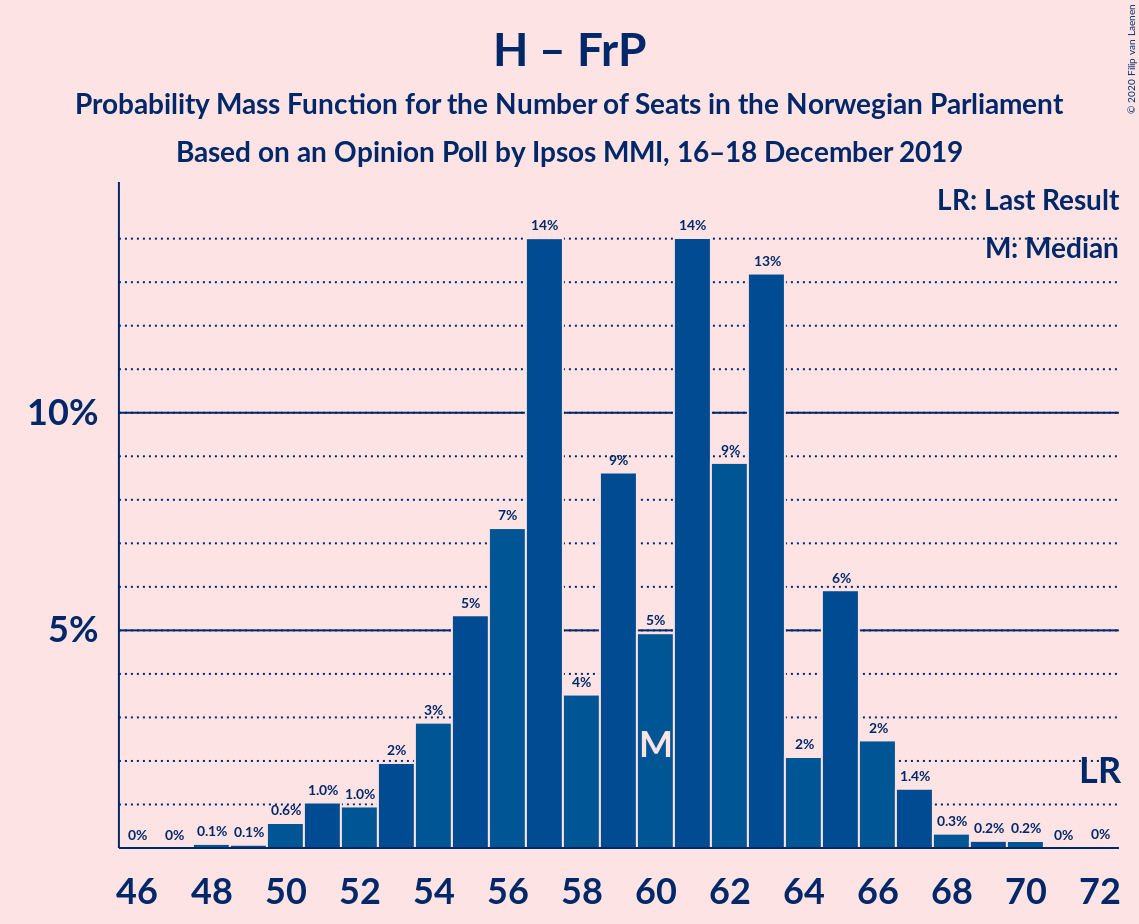 H – FrP
Probability Mass Function for the Number of Seats in the Norwegian Parliament
Based on an Opinion Poll by Ipsos MMI, 16–18 December 2019
© 2020 Filip van Laenen
LR: Last Result
M: Median
10%
5%
0% 0% 0.1% 0.1% 0.6% 1.0% 1.0% 2% 3% 5% 7% 14% 4% 9% 5% 14% 9% 13% 2% 6% 2% 1.4% 0.3% 0.2% 0.2% 0% 0%
M
LR
46 48 50 52 54 56 58 60 62 64 66 68 70 72